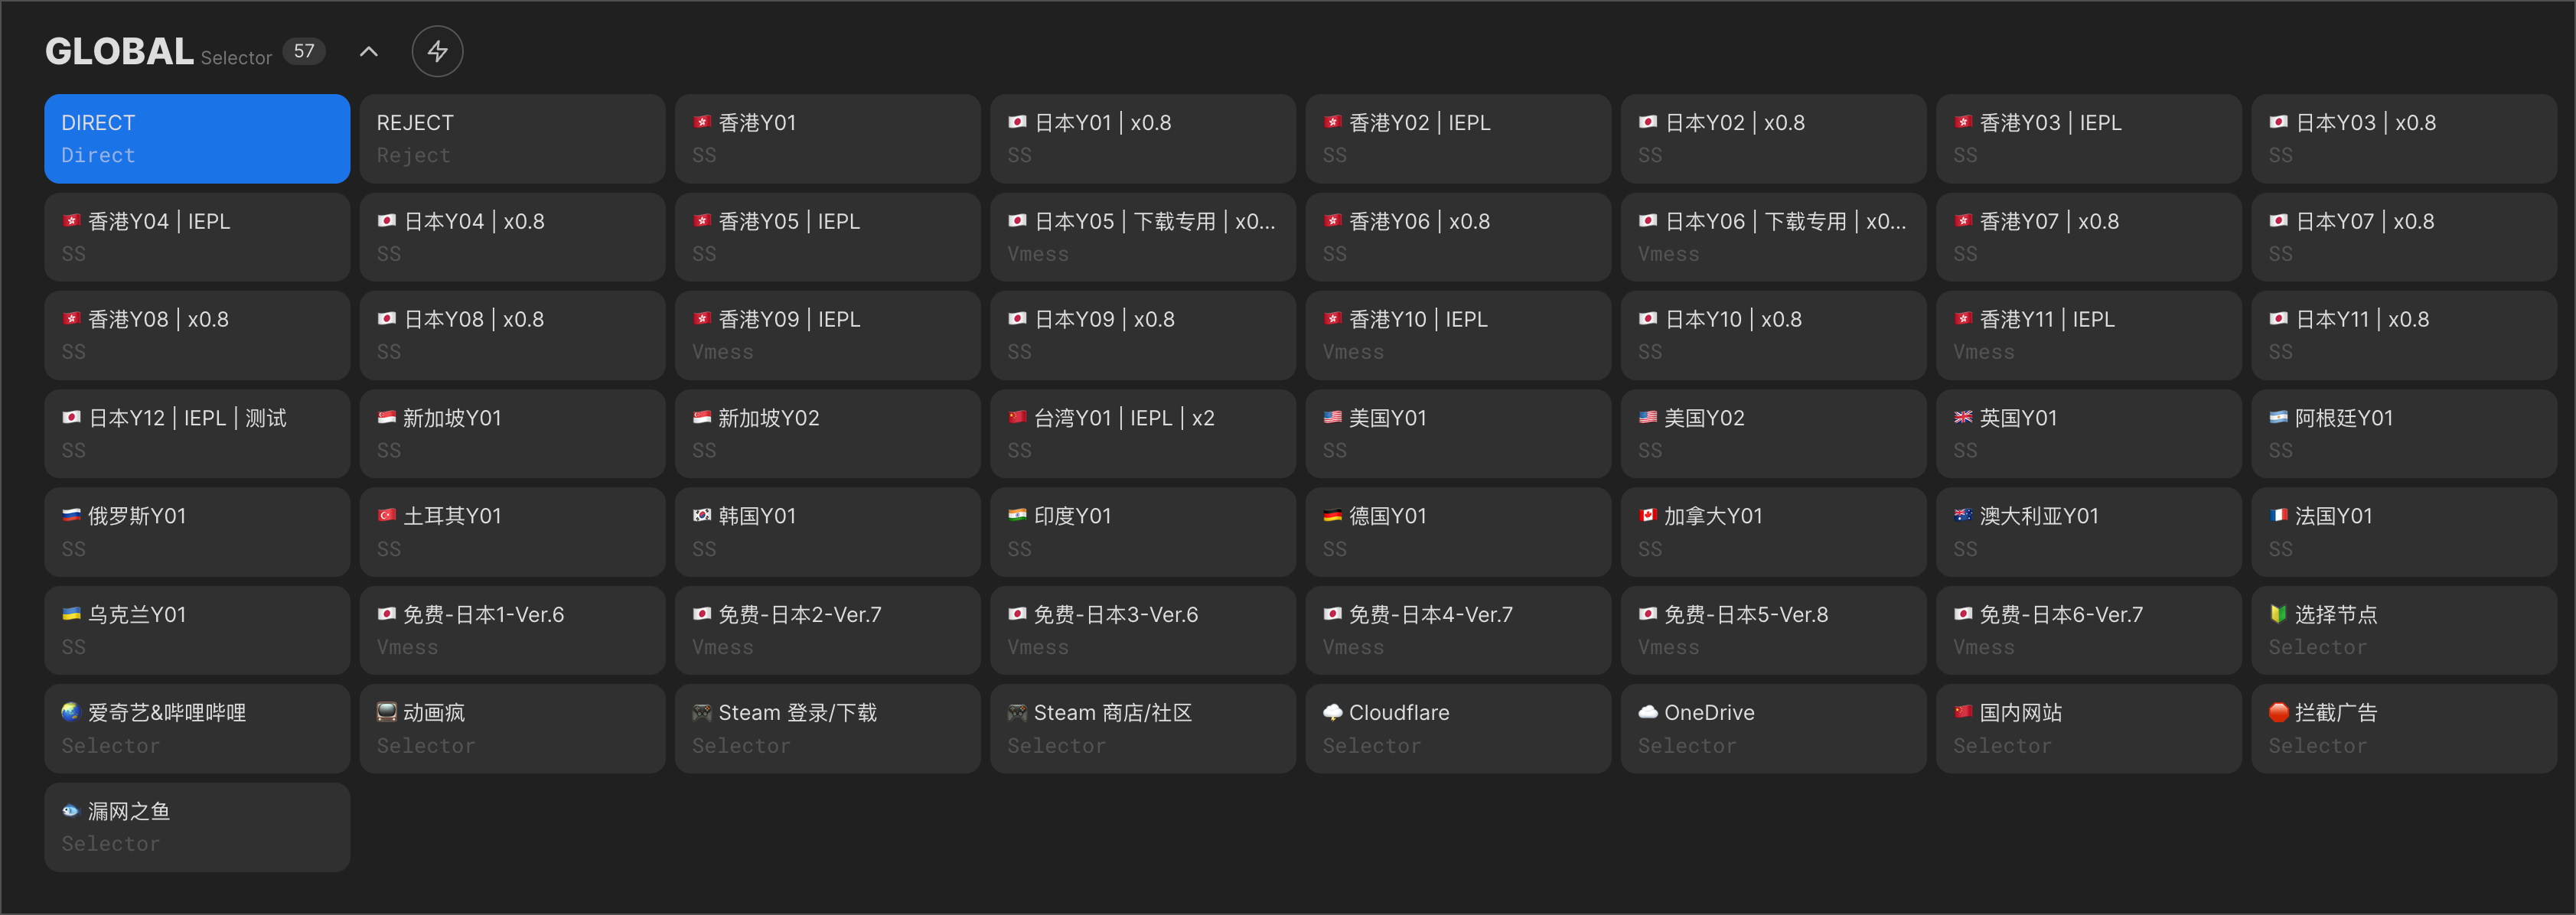 GLOBAL Selector 57
DIRECT
Direct
REJECT
Reject
香港Y01
SS
日本Y01 | x0.8
SS
香港Y02 | IEPL
SS
日本Y02 | x0.8
SS
香港Y03 | IEPL
SS
日本Y03 | x0.8
SS
香港Y04 | IEPL
SS
日本Y04 | x0.8
SS
香港Y05 | IEPL
SS
日本Y05 | 下载专用 | x0...
Vmess
香港Y06 | x0.8
SS
日本Y06 | 下载专用 | x0...
Vmess
香港Y07 | x0.8
SS
日本Y07 | x0.8
SS
香港Y08 | x0.8
SS
日本Y08 | x0.8
SS
香港Y09 | IEPL
Vmess
日本Y09 | x0.8
SS
香港Y10 | IEPL
Vmess
日本Y10 | x0.8
SS
香港Y11 | IEPL
Vmess
日本Y11 | x0.8
SS
日本Y12 | IEPL | 测试
SS
新加坡Y01
SS
新加坡Y02
SS
台湾Y01 | IEPL | x2
SS
美国Y01
SS
美国Y02
SS
英国Y01
SS
阿根廷Y01
SS
俄罗斯Y01
SS
土耳其Y01
SS
韩国Y01
SS
印度Y01
SS
德国Y01
SS
加拿大Y01
SS
澳大利亚Y01
SS
法国Y01
SS
乌克兰Y01
SS
免费-日本1-Ver.6
Vmess
免费-日本2-Ver.7
Vmess
免费-日本3-Ver.6
Vmess
免费-日本4-Ver.7
Vmess
免费-日本5-Ver.8
Vmess
免费-日本6-Ver.7
Vmess
选择节点
Selector
爱奇艺&哔哩哔哩
Selector
动画疯
Selector
Steam 登录/下载
Selector
Steam 商店/社区
Selector
Cloudflare
Selector
OneDrive
Selector
国内网站
Selector
拦截广告
Selector
漏网之鱼
Selector